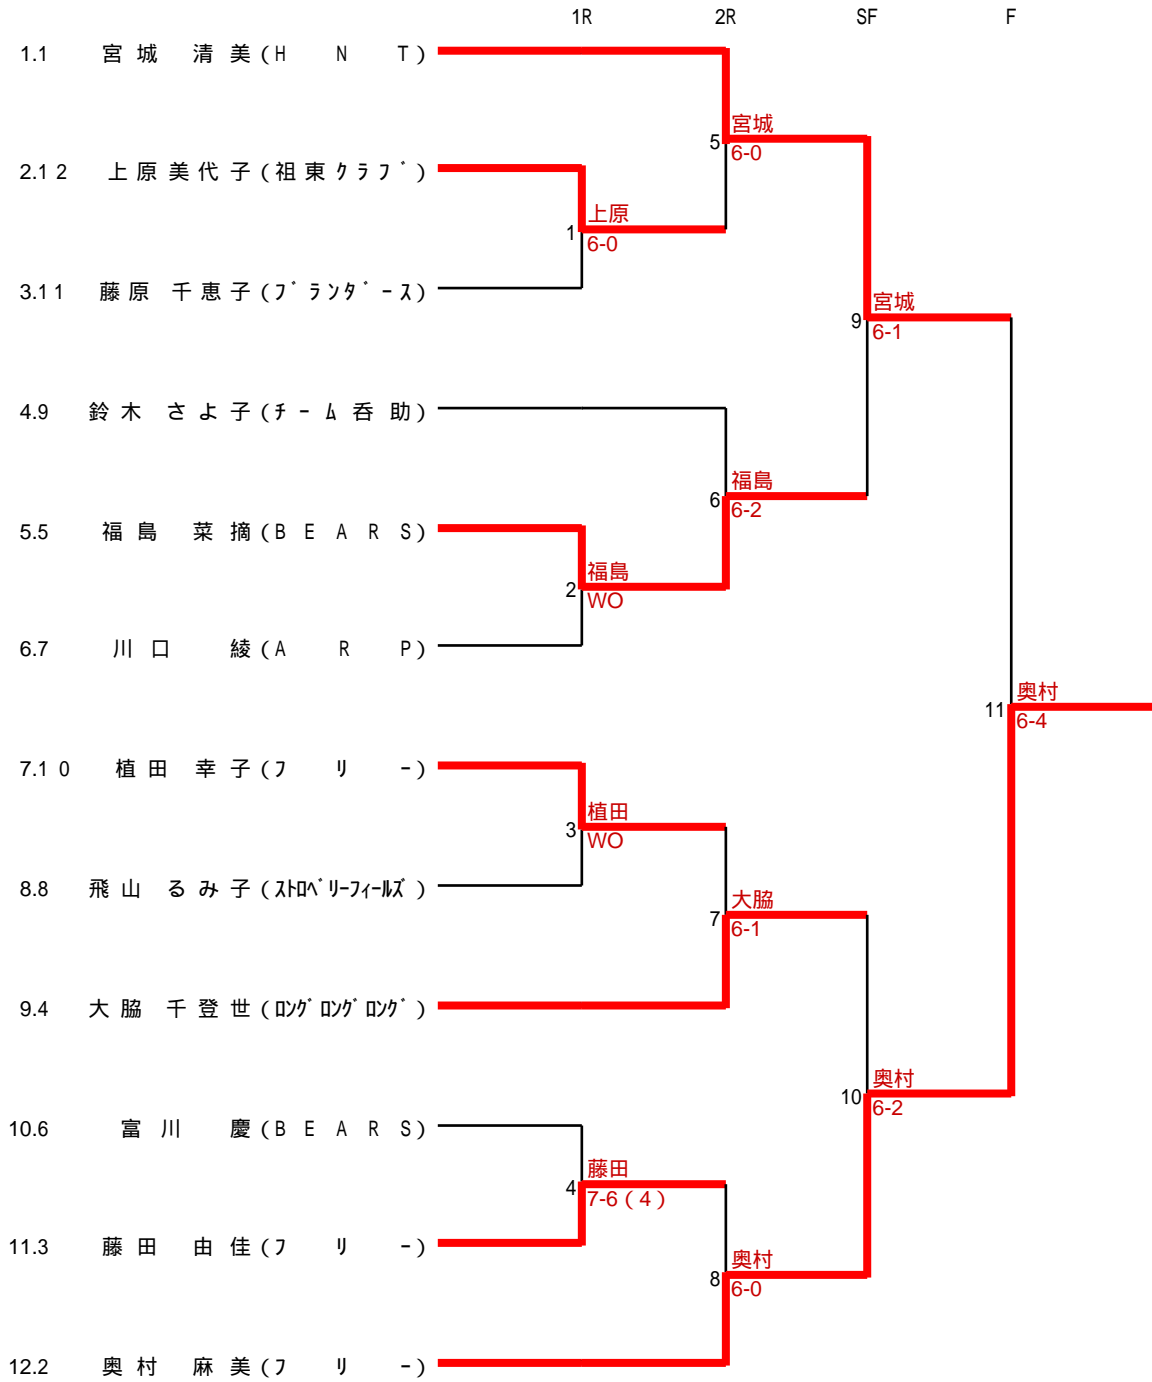 1R 2R SF F
1.1 宮城 清美(H N T)
宮城
5
6-0
2.12 上原美代子(祖東ｸﾗﾌﾞ)
上原
1
6-0
3.11 藤原 千恵子(ﾌﾞﾗﾝﾀﾞｰｽ)
宮城
9
6-1
4.9 鈴木 さよ子(ﾁｰﾑ呑助)
福島
6
6-2
5.5 福島 菜摘(BEARS)
福島
2
WO
6.7 川口 綾(A R P)
奥村
11
6-4
7.10 植田 幸子(ﾌ ﾘ ｰ)
植田
3
WO
8.8 飛山 るみ子(ｽﾄﾛﾍﾞﾘｰﾌｨｰﾙｽﾞ)
大脇
7
6-1
9.4 大脇 千登世(ﾛﾝｸﾞﾛﾝｸﾞﾛﾝｸﾞ)
奥村
10
6-2
10.6 富川 慶(BEARS)
藤田
4
7-6(4)
11.3 藤田 由佳(ﾌ ﾘ ｰ)
奥村
8
6-0
12.2 奥村 麻美(ﾌ ﾘ ｰ)